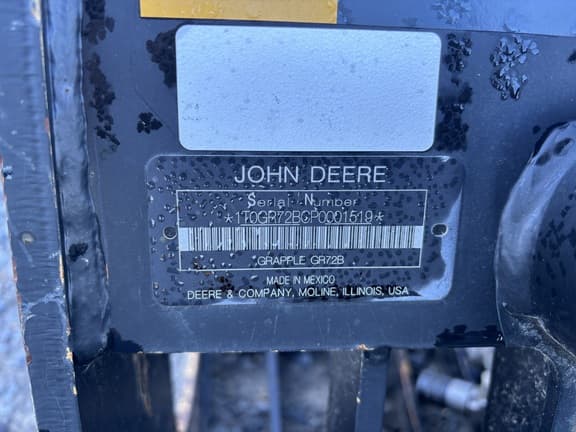 JOHN DEERE
Serial Number
*1T0GR72BCP0001519*
GRAPPLE GR72B
MADE IN MEXICO
DEERE & COMPANY, MOLINE, ILLINOIS, USA